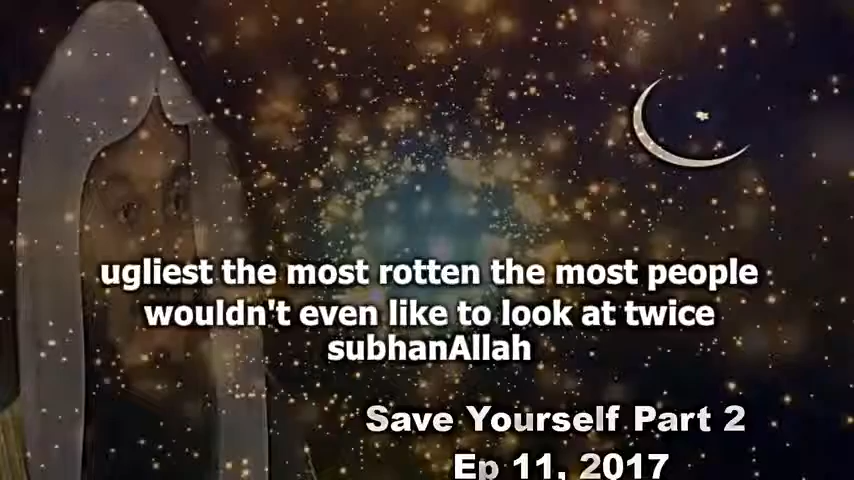 ugliest the most rotten the most people
wouldn't even like to look at twice
subhanAllah
Save Yourself Part 2
Ep 11, 2017